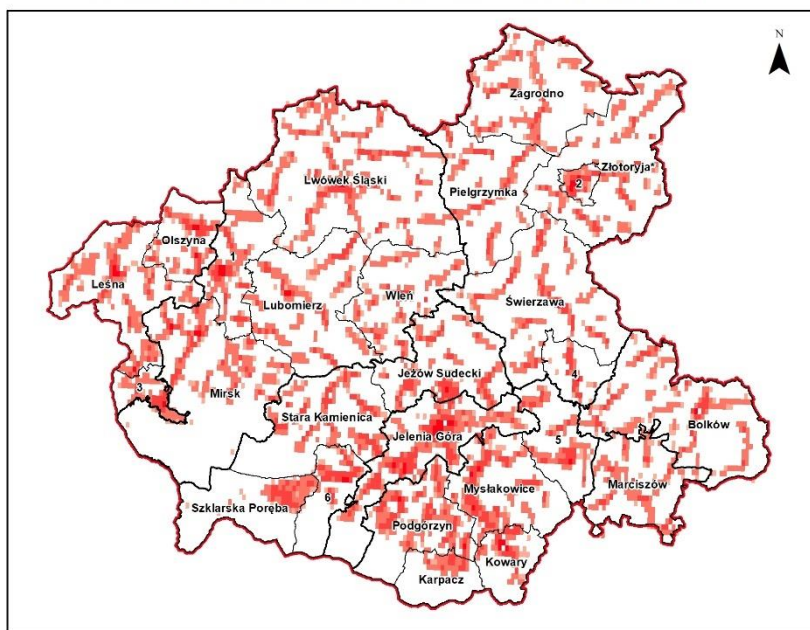 N
Zagrodno
Złotoryja*
Lwówek Śląski
Pielgrzymka
2
Olszyna
1
Leśna
Lubomierz
Wleń
Świerzawa
Jeżów Sudecki
4
3
Mirsk
Stara Kamienica
Bolków
Jelenia Góra
5
Marciszów
Mysłakowice
6
Szklarska Poręba
Podgórzyn
Kowary
Karpacz